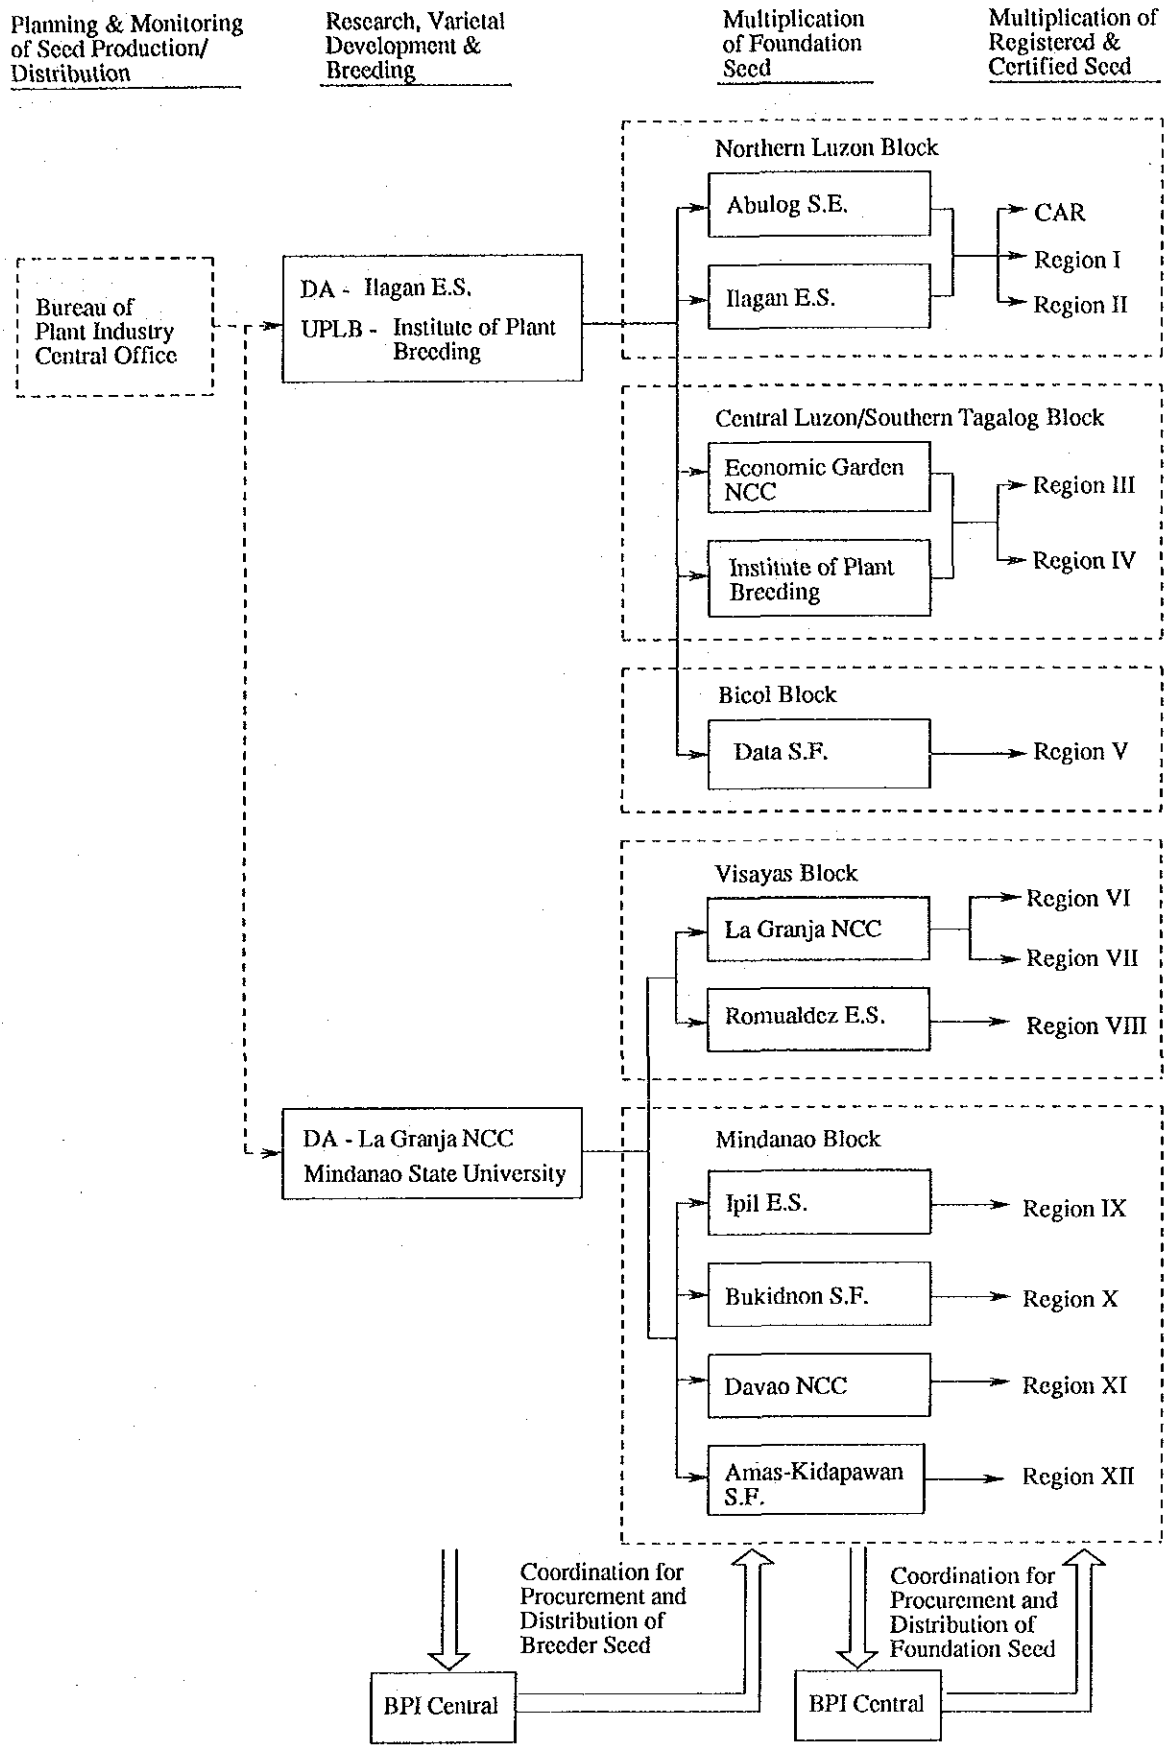 Planning & Monitoring
of Seed Production/
Distribution
Research, Varietal
Development &
Breeding
Multiplication
of Foundation
Seed
Multiplication of
Registered &
Certified Seed
Northern Luzon Block
Abulog S.E.
CAR
Region I
Ilagan E.S.
Region II
Bureau of
Plant Industry
Central Office
DA - Ilagan E.S.
UPLB - Institute of Plant
Breeding
Central Luzon/Southern Tagalog Block
Economic Garden
NCC
Region III
Institute of Plant
Breeding
Region IV
Bicol Block
Data S.F.
Region V
Visayas Block
La Granja NCC
Region VI
Region VII
Romualdez E.S.
Region VIII
DA - La Granja NCC
Mindanao State University
Mindanao Block
Ipil E.S.
Region IX
Bukidnon S.F.
Region X
Davao NCC
Region XI
Amas-Kidapawan
S.F.
Region XII
Coordination for
Procurement and
Distribution of
Breeder Seed
Coordination for
Procurement and
Distribution of
Foundation Seed
BPI Central
BPI Central